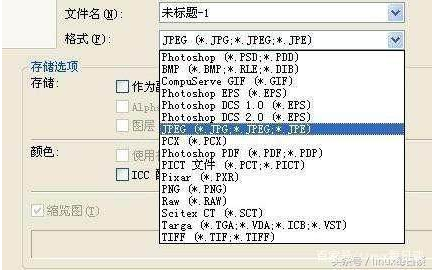 文件名(N):
未标题-1
格式(F):
JPEG (*.JPG;*.JPEG;*.JPE)
Photoshop (*.PSD;*.PDD)
BMP (*.BMP;*.RLE;*.DIB)
CompuServe GIF (*.GIF)
Photoshop EPS (*.EPS)
Photoshop DCS 1.0 (*.EPS)
Photoshop DCS 2.0 (*.EPS)
JPEG (*.JPG;*.JPEG;*.JPE)
PCX (*.PCX)
Photoshop PDF (*.PDF;*.PDP)
PICT 文件 (*.PCT;*.PICT)
Pixar (*.PXR)
PNG (*.PNG)
Raw (*.RAW)
Scitex CT (*.SCT)
Targa (*.TGA;*.VDA;*.ICB;*.VST)
TIFF (*.TIF;*.TIFF)
存储选项
存储:
作为
Alpha
图层
颜色:
使用
ICC
缩览图(T)
头条号